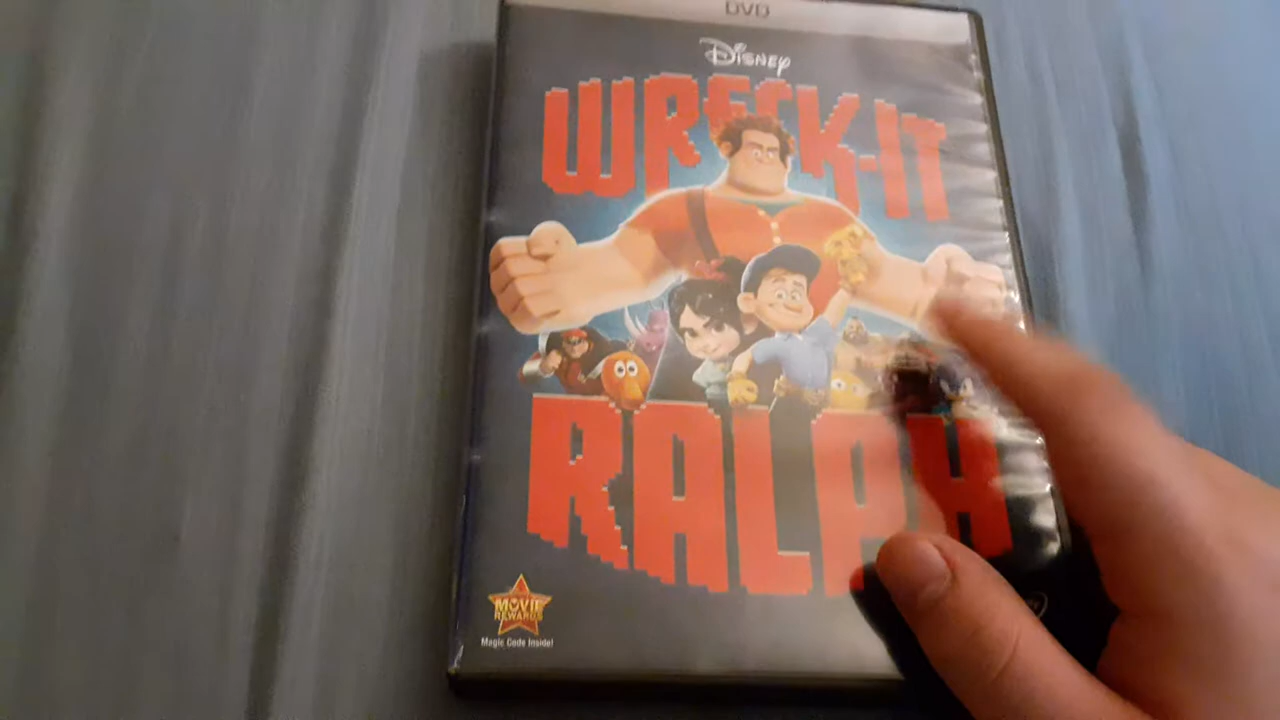 DVD
Disney
WRECK-IT
RALPH
MOVIE
REWARDS
Magic Code Inside!